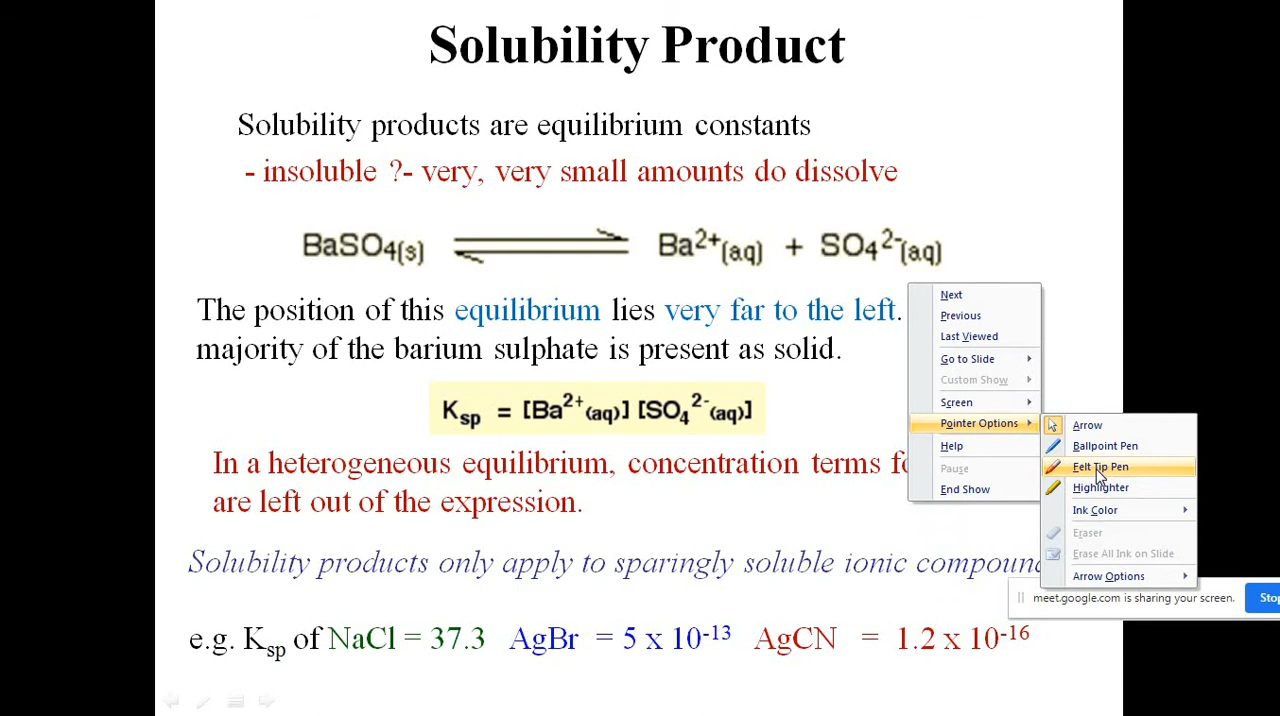 Solubility Product
Solubility products are equilibrium constants
- insoluble ?- very, very small amounts do dissolve
BaSO₄(s) ⇌ Ba²⁺(aq) + SO₄²⁻(aq)
The position of this equilibrium lies very far to the left.
majority of the barium sulphate is present as solid.
Ksp = [Ba²⁺(aq)] [SO₄²⁻(aq)]
In a heterogeneous equilibrium, concentration terms
are left out of the expression.
Solubility products only apply to sparingly soluble ionic
e.g. Ksp of NaCl = 37.3 AgBr = 5 x 10⁻¹³ AgCN = 1.2 x 10⁻¹⁶
Next
Previous
Last Viewed
Go to Slide
Custom Show
Screen
Pointer Options
Help
Pause
End Show
Arrow
Ballpoint Pen
Felt Tip Pen
Highlighter
Ink Color
Eraser
Erase All Ink on Slide
Arrow Options
meet.google.com is sharing your screen.
Stop